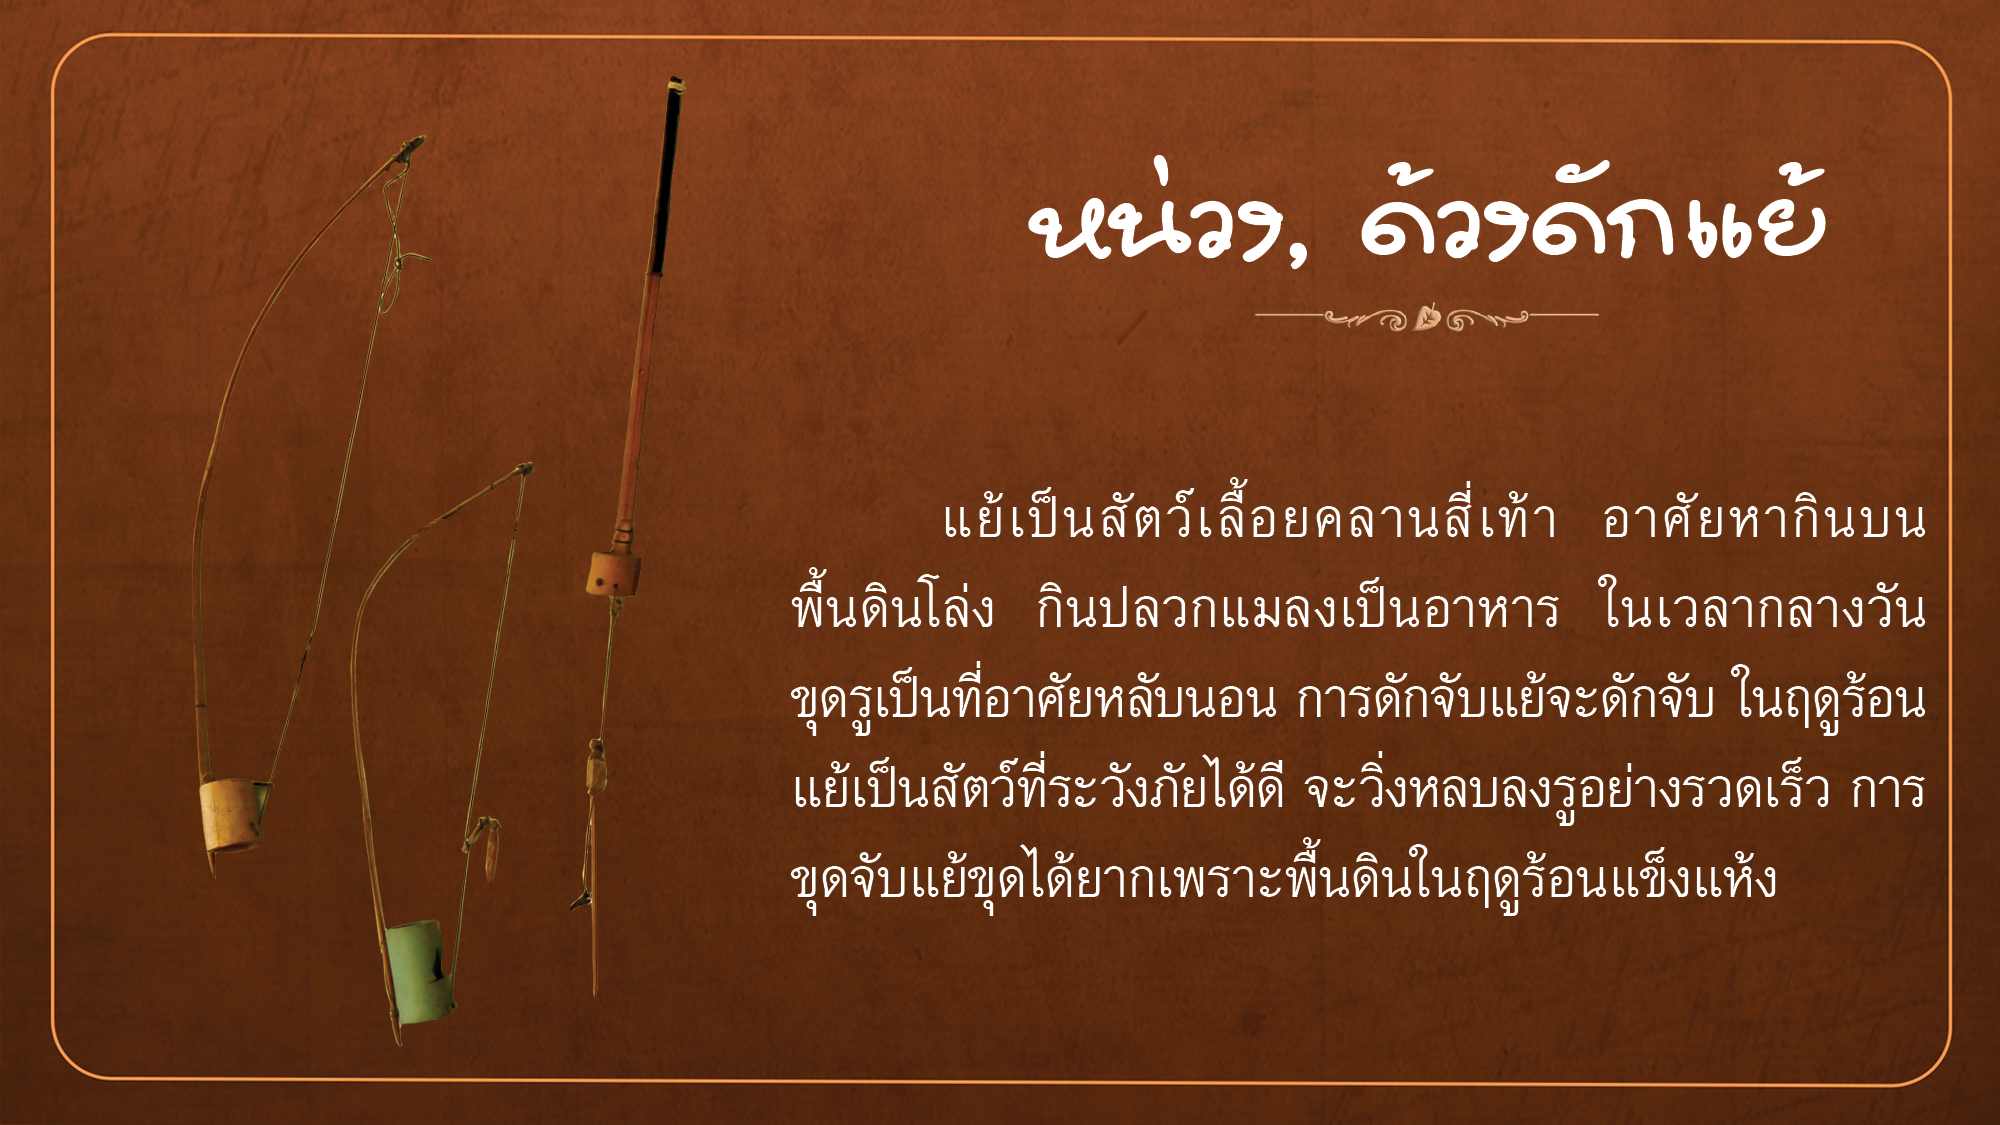 หน่วง, ด้วงดักแย้
แย้เป็นสัตว์เลื้อยคลานสี่เท้า อาศัยหากินบน
พื้นดินโล่ง กินปลวกแมลงเป็นอาหาร ในเวลากลางวัน
ขุดรูเป็นที่อาศัยหลับนอน การดักจับแย้จะดักจับ ในฤดูร้อน
แย้เป็นสัตว์ที่ระวังภัยได้ดี จะวิ่งหลบลงรูอย่างรวดเร็ว การ
ขุดจับแย้ขุดได้ยากเพราะพื้นดินในฤดูร้อนแข็งแห้ง